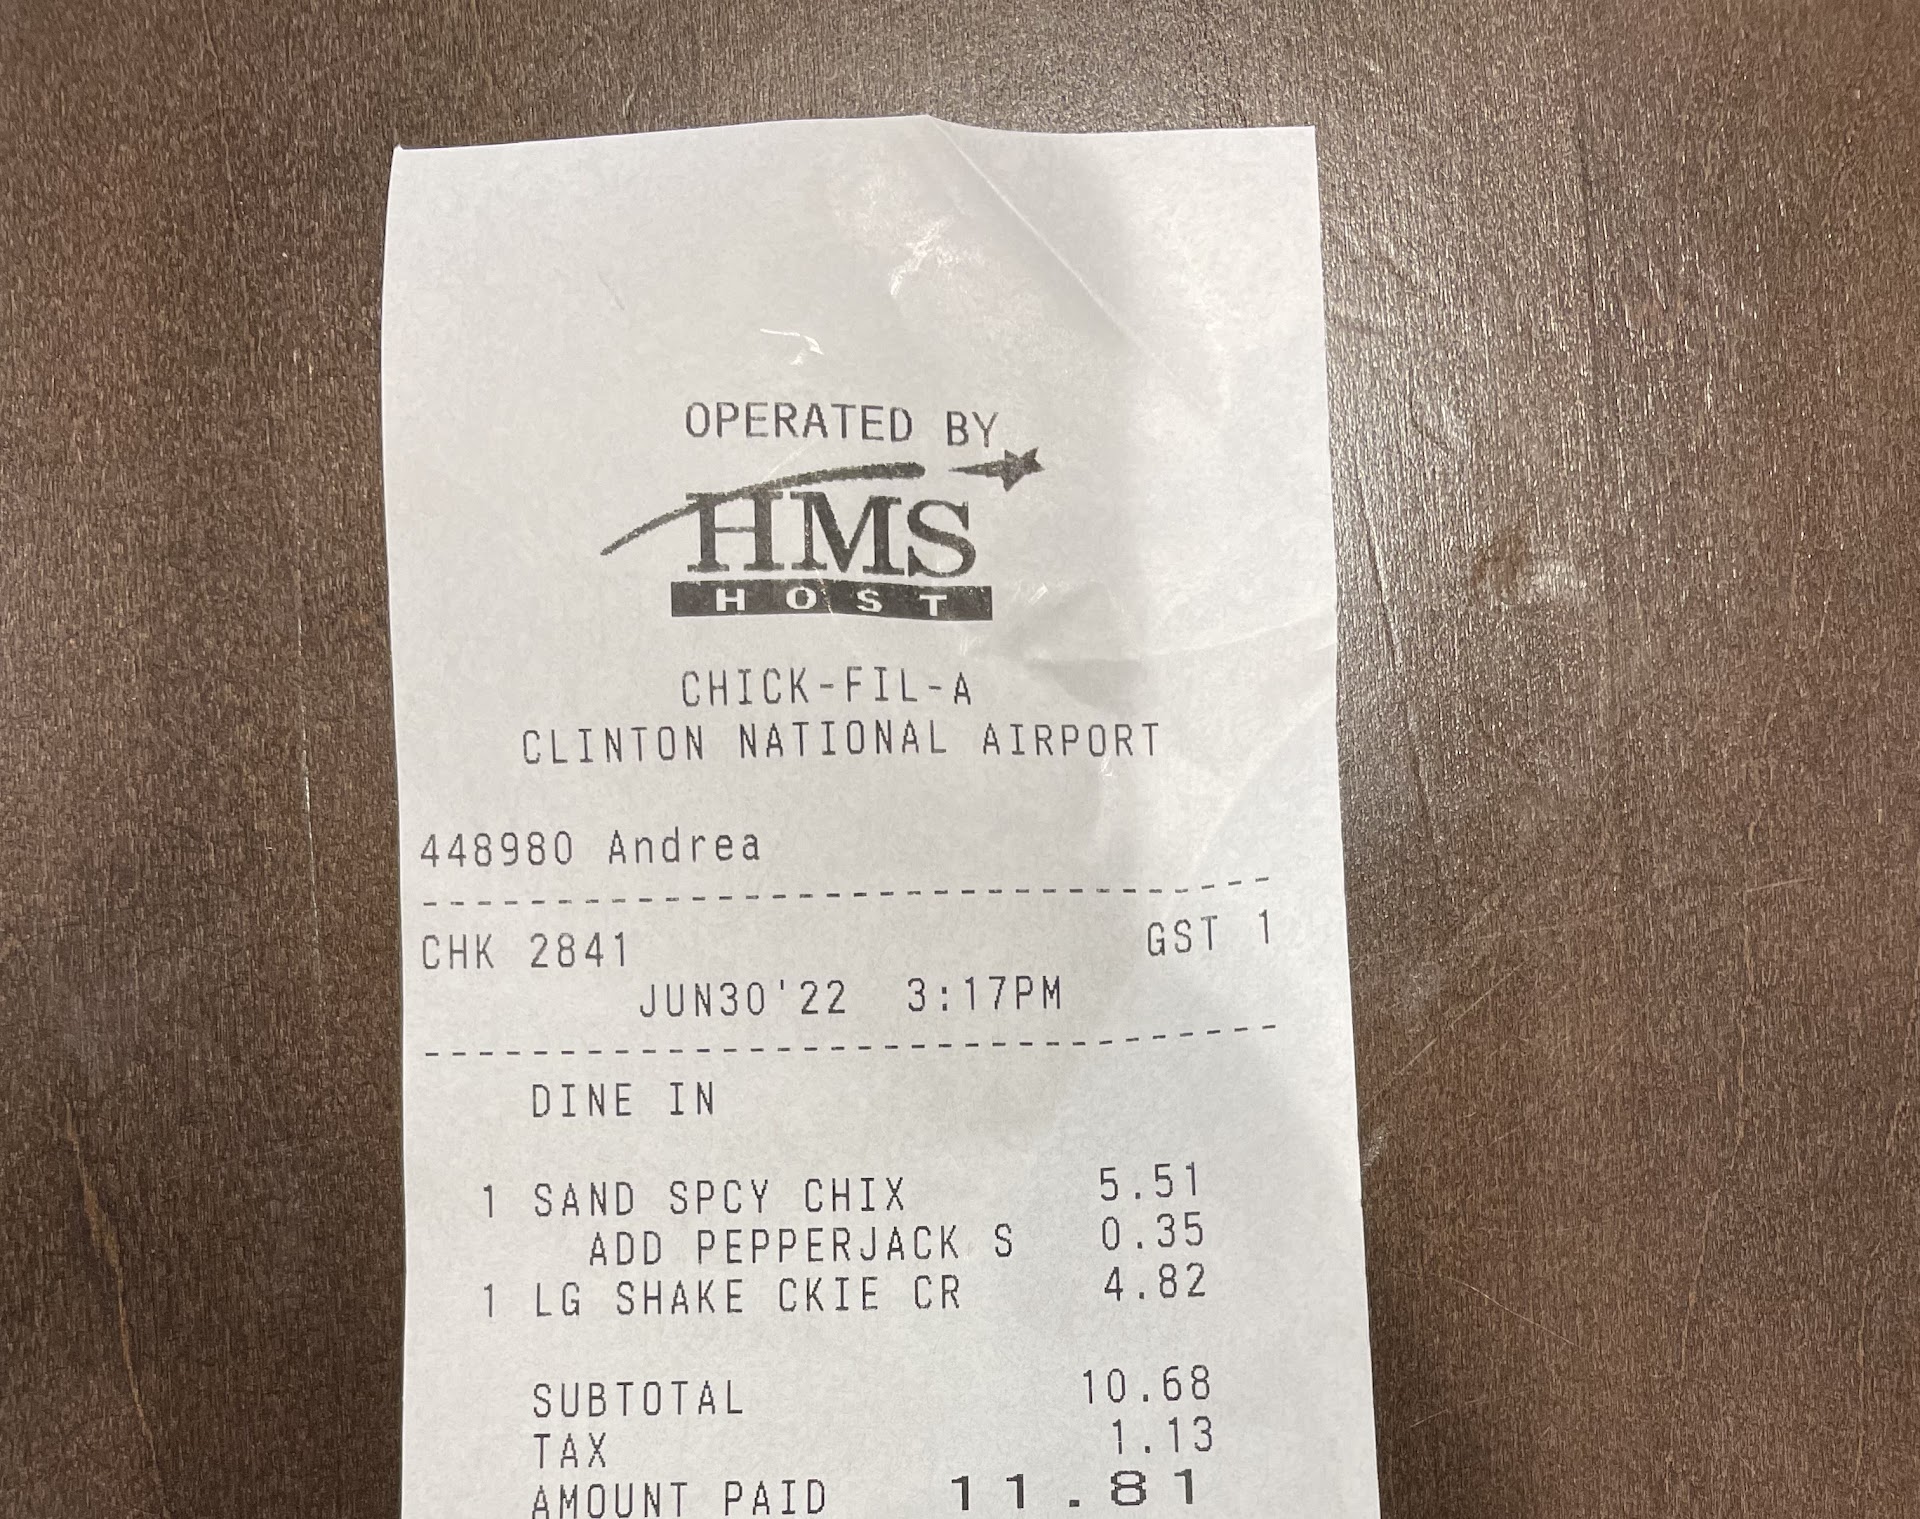 OPERATED BY
HMS
HOST
CHICK-FIL-A
CLINTON NATIONAL AIRPORT
448980 Andrea
--------------------------------
CHK 2841 GST 1
JUN30'22 3:17PM
--------------------------------
DINE IN
1 SAND SPCY CHIX 5.51
ADD PEPPERJACK S 0.35
1 LG SHAKE CKIE CR 4.82
SUBTOTAL 10.68
TAX 1.13
AMOUNT PAID 11.81